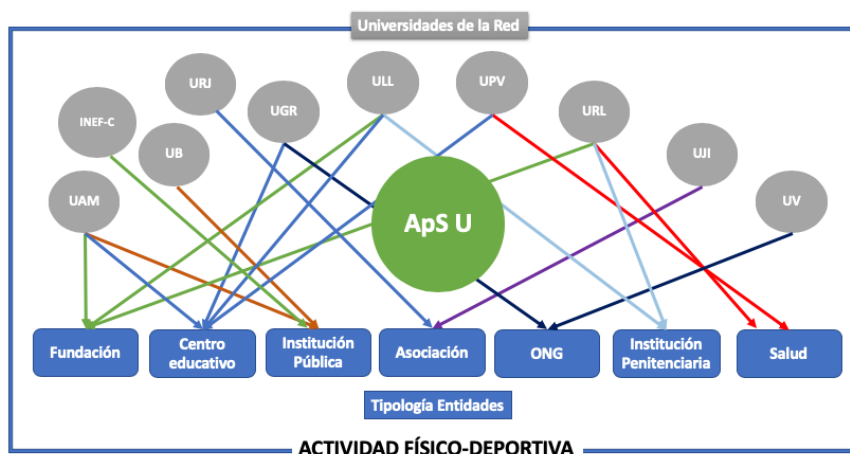 Universidades de la Red
URJ
ULL
UPV
UGR
URL
INEF-C
UB
UJI
UAM
UV
ApS U
Fundación
Centro
educativo
Institución
Pública
Asociación
ONG
Institución
Penitenciaria
Salud
Tipología Entidades
ACTIVIDAD FÍSICO-DEPORTIVA